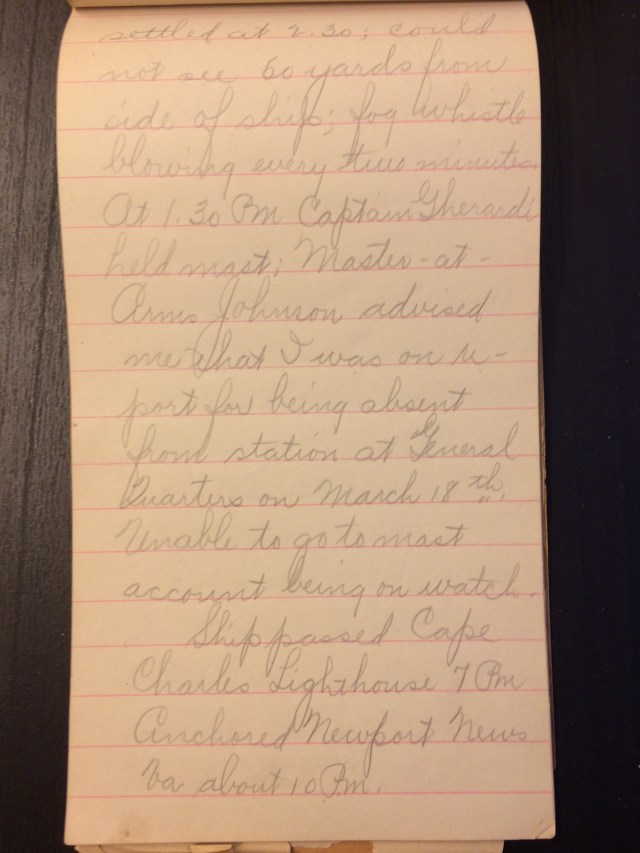 settled at 2.30; could
not see 60 yards from
side of ship; fog whistle
blowing every two minutes.
At 1.30 Pm Captain Gherardi
held mast; Master-at-
Arms Johnson advised
me that I was on re-
port for being absent
from station at General
Quarters on March 18th.
Unable to go to mast
account being on watch.
Ship passed Cape
Charles Lighthouse 7 Pm
Anchored Newport News
Va about 10 P.m.